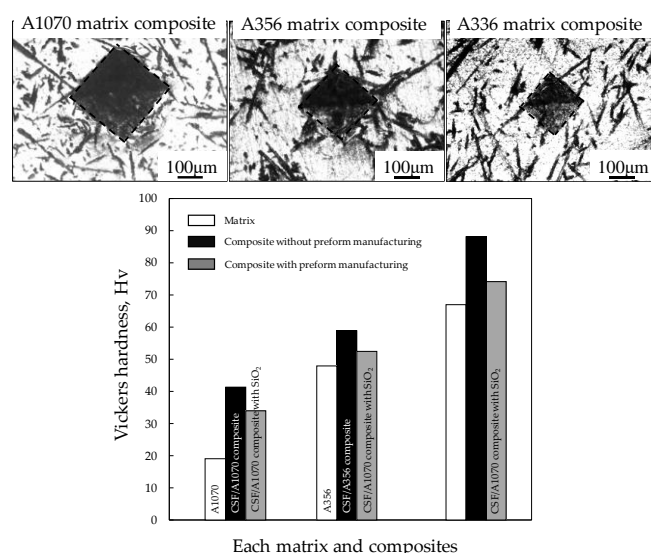 A1070 matrix composite
A356 matrix composite
A336 matrix composite
100μm
100μm
100μm
100
90
80
70
60
50
40
30
20
10
0
Vickers hardness, Hv
Matrix
Composite without preform manufacturing
Composite with preform manufacturing
A1070
CSF/A1070 composite
CSF/A1070 composite with SiO₂
A356
CSF/A356 composite
CSF/A1070 composite with SiO₂
CSF/A1070 composite with SiO₂
Each matrix and composites